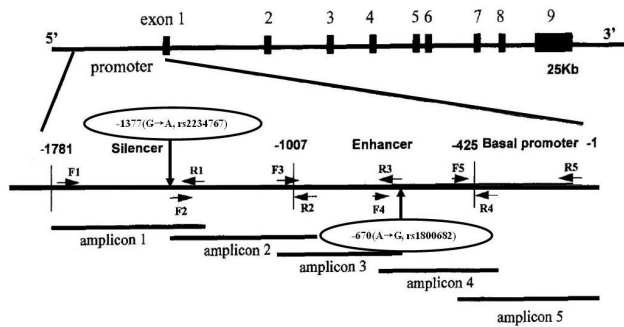 exon 1 2 3 4 5 6 7 8 9
5' 3'
promoter 25Kb
-1377(G→A, rs2234767)
-1781 Silencer -1007 Enhancer -425 Basal promoter -1
F1 R1 F3 R3 F5 R5
F2 R2 F4 R4
amplicon 1
amplicon 2
-670(A→G, rs1800682)
amplicon 3
amplicon 4
amplicon 5